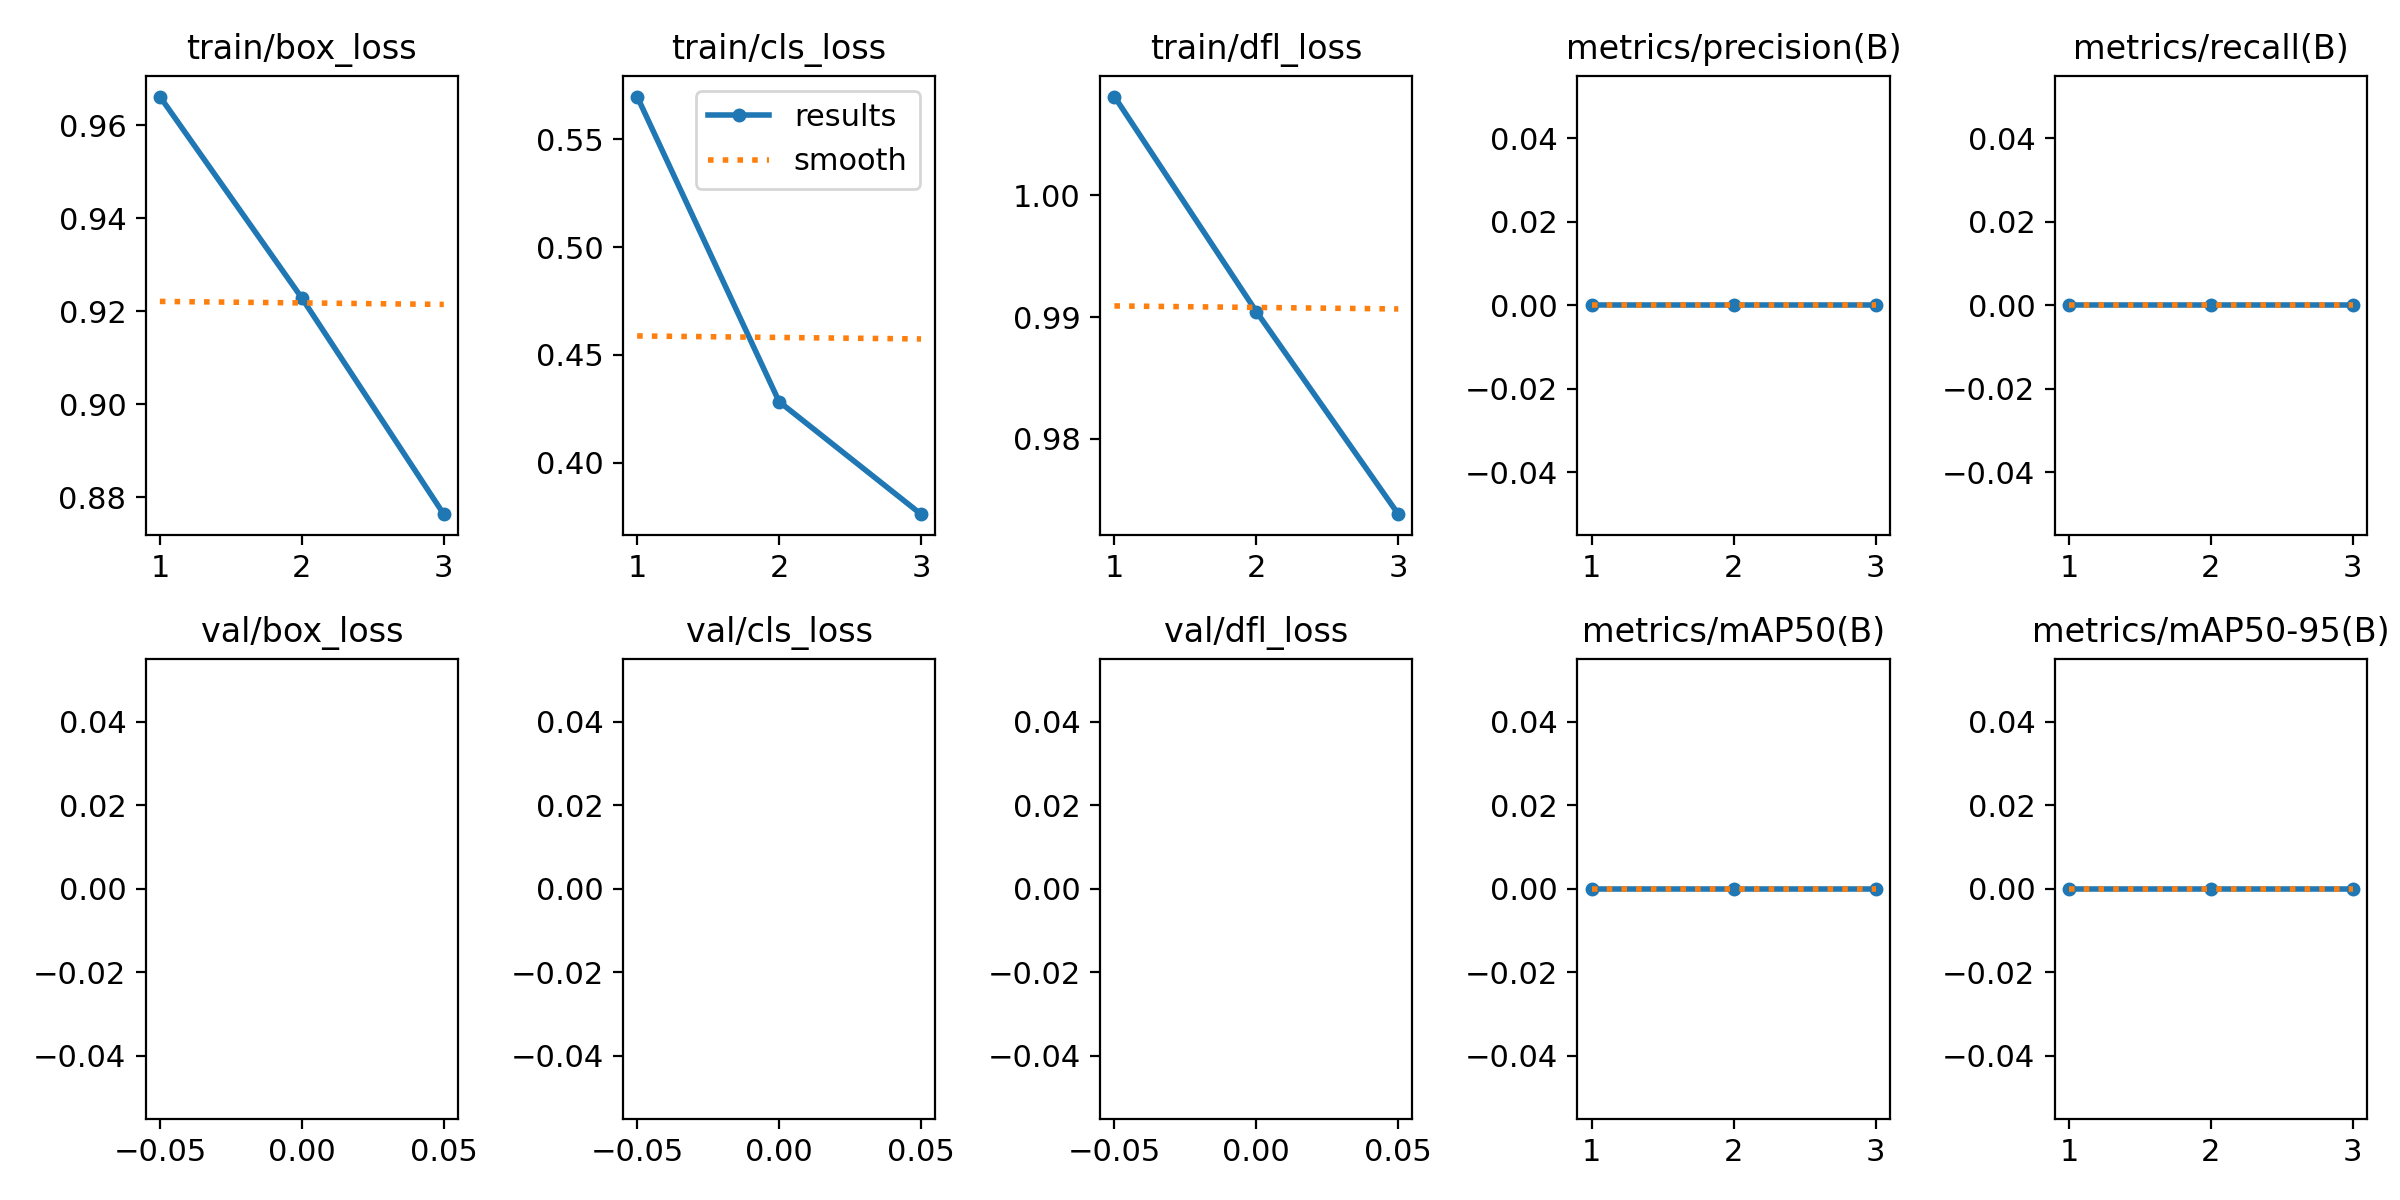 train/box_loss
0.96
0.94
0.92
0.90
0.88
1 2 3
train/cls_loss
results
smooth
0.55
0.50
0.45
0.40
1 2 3
train/dfl_loss
1.00
0.99
0.98
1 2 3
metrics/precision(B)
0.04
0.02
0.00
−0.02
−0.04
1 2 3
metrics/recall(B)
0.04
0.02
0.00
−0.02
−0.04
1 2 3
val/box_loss
0.04
0.02
0.00
−0.02
−0.04
−0.05 0.00 0.05
val/cls_loss
0.04
0.02
0.00
−0.02
−0.04
−0.05 0.00 0.05
val/dfl_loss
0.04
0.02
0.00
−0.02
−0.04
−0.05 0.00 0.05
metrics/mAP50(B)
0.04
0.02
0.00
−0.02
−0.04
1 2 3
metrics/mAP50-95(B)
0.04
0.02
0.00
−0.02
−0.04
1 2 3